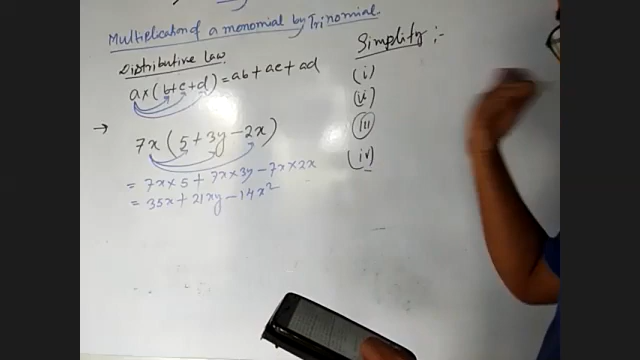 Multiplication of a monomial by Trinomial.
Distributive law.
a×(b+c+d)=ab+ac+ad
→ 7x(5+3y-2x)
= 7x×5+7x×3y-7x×2x
= 35x+21xy-14x²
Simplify:-
(i)
(ii)
(iii)
(iv)